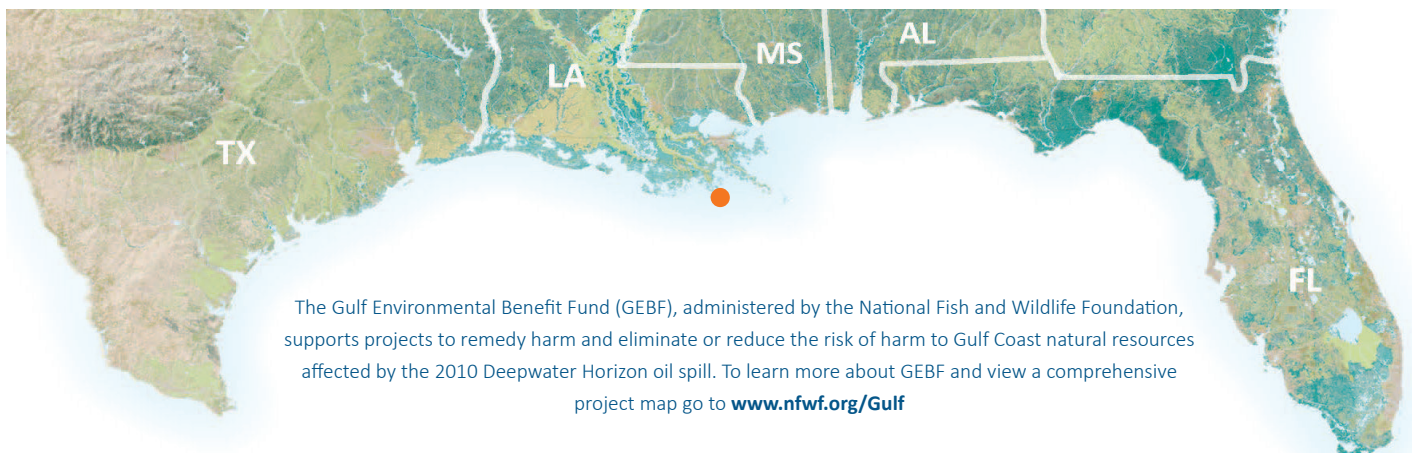 AL
MS
LA
TX
FL
The Gulf Environmental Benefit Fund (GEBF), administered by the National Fish and Wildlife Foundation,
supports projects to remedy harm and eliminate or reduce the risk of harm to Gulf Coast natural resources
affected by the 2010 Deepwater Horizon oil spill. To learn more about GEBF and view a comprehensive
project map go to www.nfwf.org/Gulf